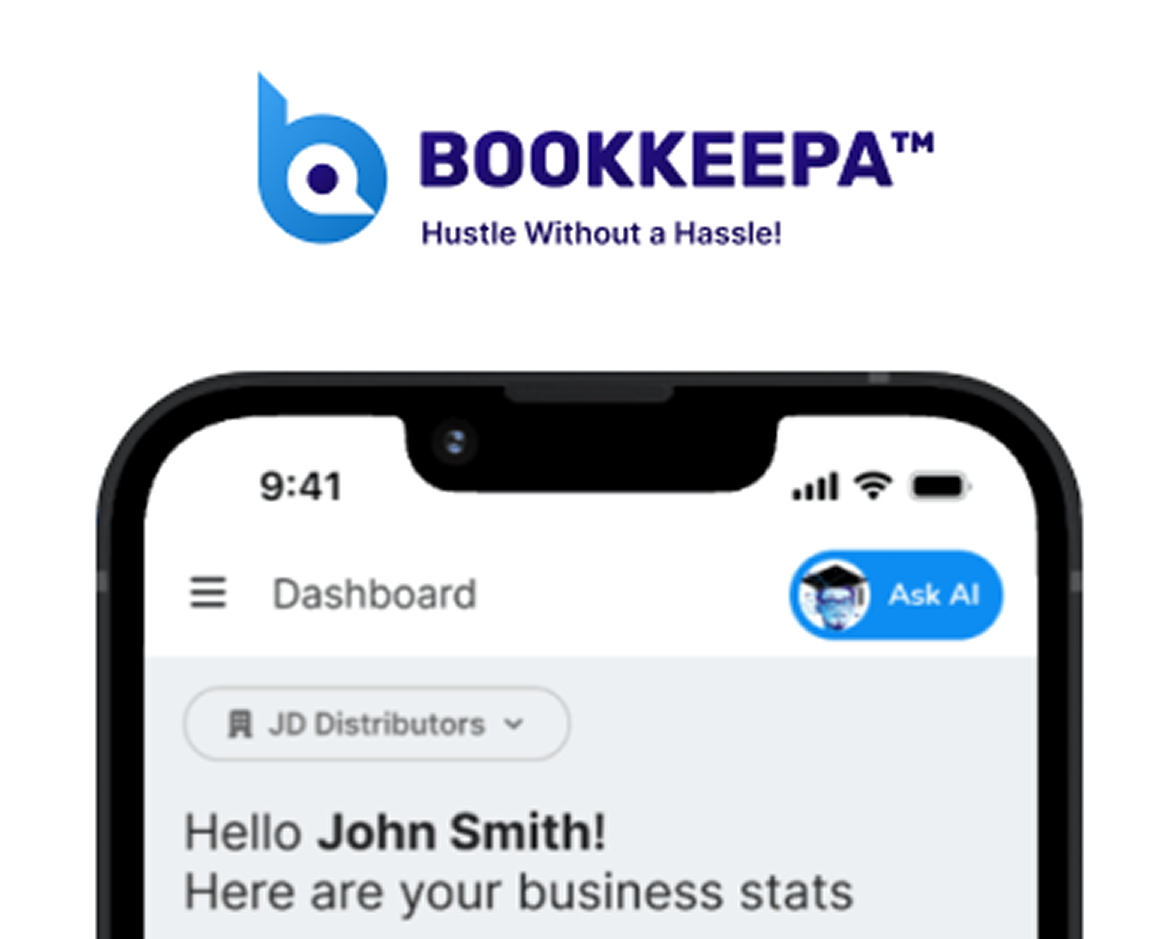 BOOKKEEPA™
Hustle Without a Hassle!
9:41
Dashboard
Ask AI
JD Distributors
Hello John Smith!
Here are your business stats